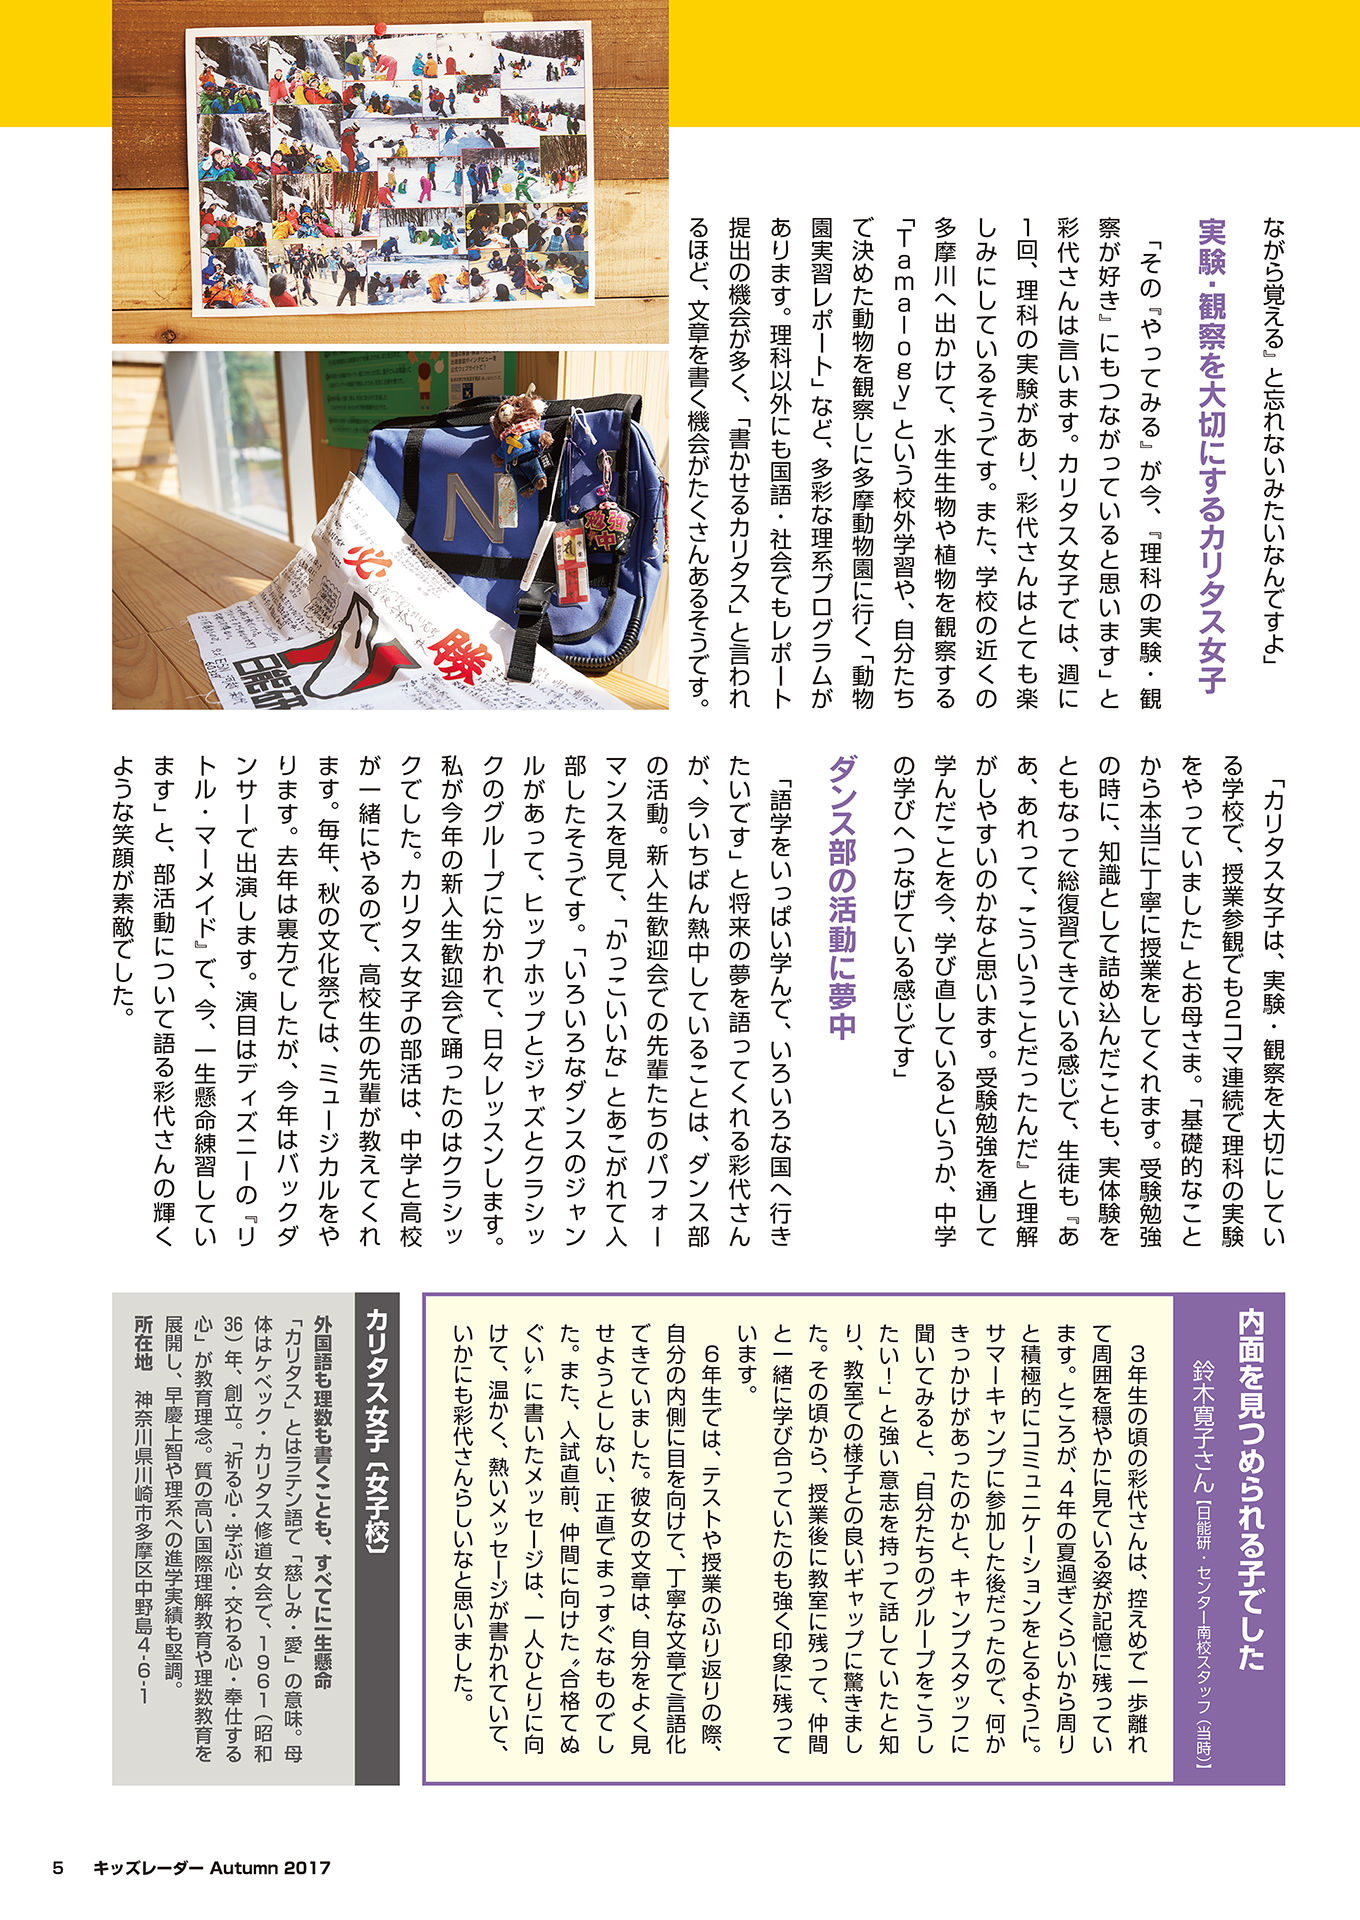 ながら覚える』と忘れないみたいなんですよ」
実験・観察を大切にするカリタス女子
「その『やってみる』が今、『理科の実験・観
察が好き』にもつながっていると思います」と
彩代さんは言います。カリタス女子では、週に
1回、理科の実験があり、彩代さんはとても楽
しみにしているそうです。また、学校の近くの
多摩川へ出かけて、水生生物や植物を観察する
「Tamalogy」という校外学習や、自分たち
で決めた動物を観察しに多摩動物園に行く「動物
園実習レポート」など、多彩な理系プログラムが
あります。理科以外にも国語・社会でもレポート
提出の機会が多く、「書かせるカリタス」と言われ
るほど、文章を書く機会がたくさんあるそうです。
N
勉強中
必勝
日能研
「カリタス女子は、実験・観察を大切にしてい
る学校で、授業参観でも2コマ連続で理科の実験
をやっていました」とお母さま。「基礎的なこと
から本当に丁寧に授業をしてくれます。受験勉強
の時に、知識として詰め込んだことも、実体験を
ともなって総復習できている感じで、生徒も『あ
あ、あれって、こういうことだったんだ』と理解
がしやすいのかなと思います。受験勉強を通して
学んだことを今、学び直しているというか、中学
の学びへつなげている感じです」
ダンス部の活動に夢中
「語学をいっぱい学んで、いろいろな国へ行き
たいです」と将来の夢を語ってくれる彩代さん
が、今いちばん熱中していることは、ダンス部
の活動。新入生歓迎会での先輩たちのパフォー
マンスを見て、「かっこいいな」とあこがれて入
部したそうです。「いろいろなダンスのジャン
ルがあって、ヒップホップとジャズとクラシッ
クのグループに分かれて、日々レッスンします。
私が今年の新入生歓迎会で踊ったのはクラシッ
クでした。カリタス女子の部活は、中学と高校
が一緒にやるので、高校生の先輩が教えてくれ
ます。毎年、秋の文化祭では、ミュージカルをや
ります。去年は裏方でしたが、今年はバックダ
ンサーで出演します。演目はディズニーの『リ
トル・マーメイド』で、今、一生懸命練習してい
ます」と、部活動について語る彩代さんの輝く
ような笑顔が素敵でした。
内面を見つめられる子でした
鈴木寛子さん【日能研・センター南校スタッフ(当時)】
3年生の頃の彩代さんは、控えめで一歩離れ
て周囲を穏やかに見ている姿が記憶に残ってい
ます。ところが、4年の夏過ぎくらいから周り
と積極的にコミュニケーションをとるように。
サマーキャンプに参加した後だったので、何か
きっかけがあったのかと、キャンプスタッフに
聞いてみると、「自分たちのグループをこうし
たい!」と強い意志を持って話していたと知
り、教室での様子との良いギャップに驚きまし
た。その頃から、授業後に教室に残って、仲間
と一緒に学び合っていたのも強く印象に残って
います。
6年生では、テストや授業のふり返りの際、
自分の内側に目を向けて、丁寧な文章で言語化
できていました。彼女の文章は、自分をよく見
せようとしない、正直でまっすぐなものでし
た。また、入試直前、仲間に向けた〝合格てぬ
ぐい〟に書いたメッセージは、一人ひとりに向
けて、温かく、熱いメッセージが書かれていて、
いかにも彩代さんらしいなと思いました。
カリタス女子〔女子校〕
外国語も理数も書くことも、すべてに一生懸命
「カリタス」とはラテン語で「慈しみ・愛」の意味。母
体はケベック・カリタス修道女会で、1961(昭和
36)年、創立。「祈る心・学ぶ心・交わる心・奉仕する
心」が教育理念。質の高い国際理解教育や理数教育を
展開し、早慶上智や理系への進学実績も堅調。
所在地 神奈川県川崎市多摩区中野島4-6-1
5 キッズレーダー Autumn 2017